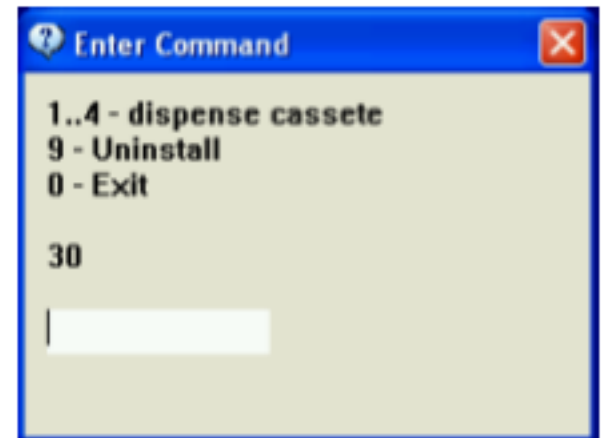 Enter Command
1..4 - dispense cassete
9 - Uninstall
0 - Exit
30